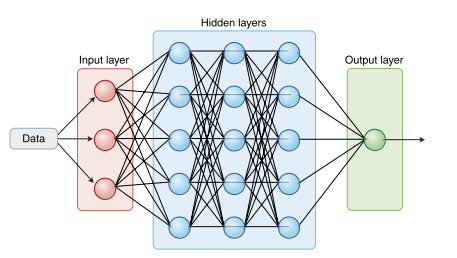 Hidden layers
Input layer
Output layer
Data